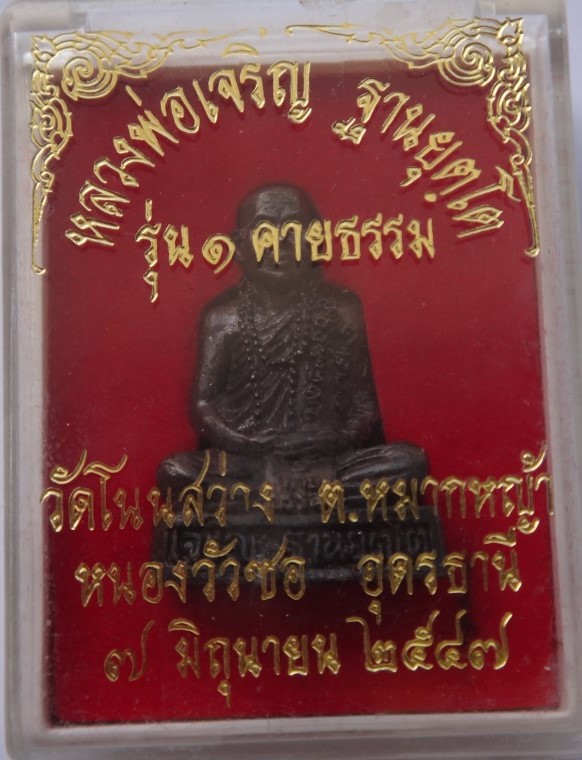 หลวงพ่อเจริญ ฐานยุตโต
รุ่น ๑ คายธรรม
วัดโนนสว่าง ต.หมากหญ้า
หนองวัวซอ อุดรธานี
๗ มิถุนายน ๒๕๔๗